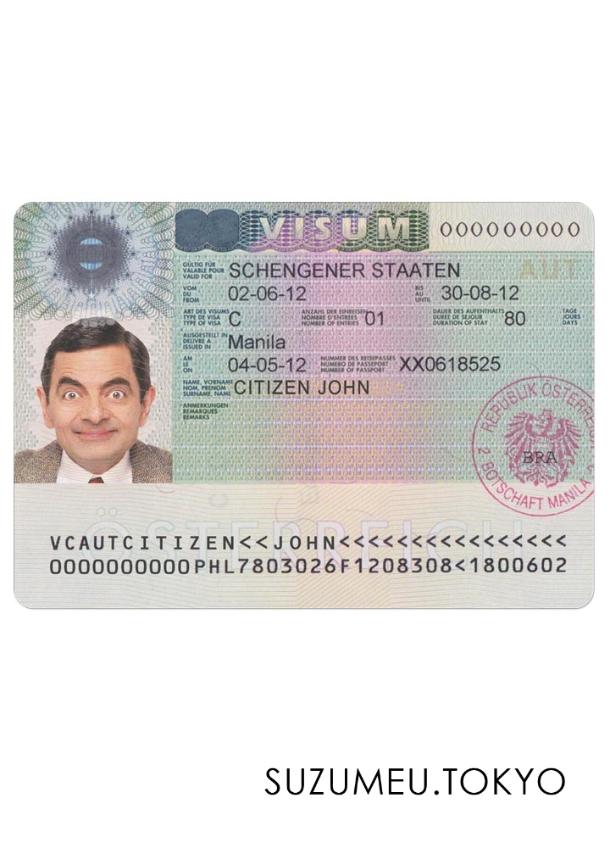 VISUM 000000000
AUT
GÜLTIG FÜR
VALABLE POUR
VALID FOR
SCHENGENER STAATEN
VOM
DU
FROM
02-06-12
BIS
AU
UNTIL
30-08-12
ART DES VISUMS
TYPE DE VISA
TYPE OF VISA
C
ANZAHL DER EINREISEN
NOMBRE D'ENTREES
NUMBER OF ENTRIES
01
DAUER DES AUFENTHALTS
DUREE DE SEJOUR
DURATION OF STAY
80
TAGE
JOURS
DAYS
AUSGESTELLT IN
DELIVRE A
ISSUED IN
Manila
AM
LE
ON
04-05-12
NUMMER DES REISEPASSES
NUMERO DE PASSEPORT
NUMBER OF PASSPORT
XX0618525
NAME, VORNAME
NOM, PRENOM
SURNAME, NAME
CITIZEN JOHN
ANMERKUNGEN
REMARQUES
REMARKS
REPUBLIK ÖSTERREI
BRA
2 BOTSCHAFT MANILA
ÖSTERREICH
VCAUTCITIZEN<<JOHN<<<<<<<<<<<<<<<<
0000000000PHL7803026F1208308<1800602
SUZUMEU.TOKYO